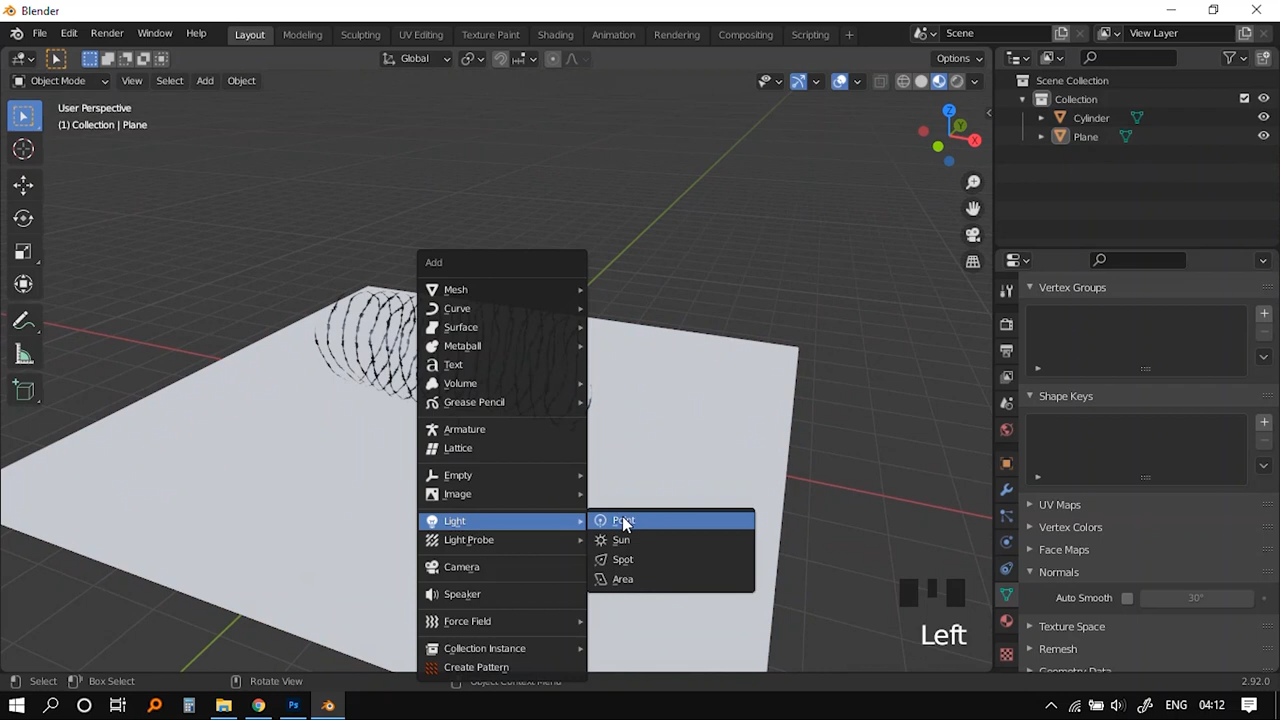 Blender
File Edit Render Window Help
Layout Modeling Sculpting UV Editing Texture Paint Shading Animation Rendering Compositing Scripting
Scene
View Layer
Global
Options
Object Mode View Select Add Object
User Perspective
(1) Collection | Plane
Scene Collection
Collection
Cylinder
Plane
Z
Y
X
Add
Mesh
Curve
Surface
Metaball
Text
Volume
Grease Pencil
Armature
Lattice
Empty
Image
Light
Light Probe
Camera
Speaker
Force Field
Collection Instance
Create Pattern
Point
Sun
Spot
Area
Left
Vertex Groups
Shape Keys
UV Maps
Vertex Colors
Face Maps
Normals
Auto Smooth 30°
Texture Space
Remesh
Geometry Data
Select Box Select Rotate View Object Context Menu 2.92.0
ENG 04:12